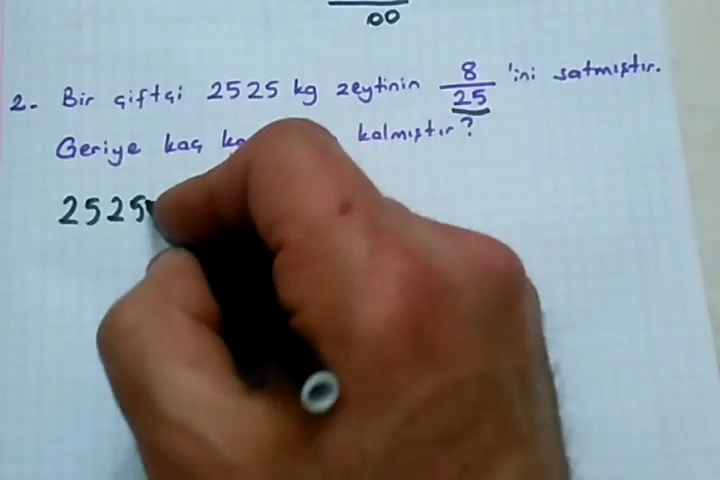 00
2. Bir çiftçi 2525 kg zeytinin 8/25 'ini satmıştır.
Geriye kaç kalmıştır?
2525